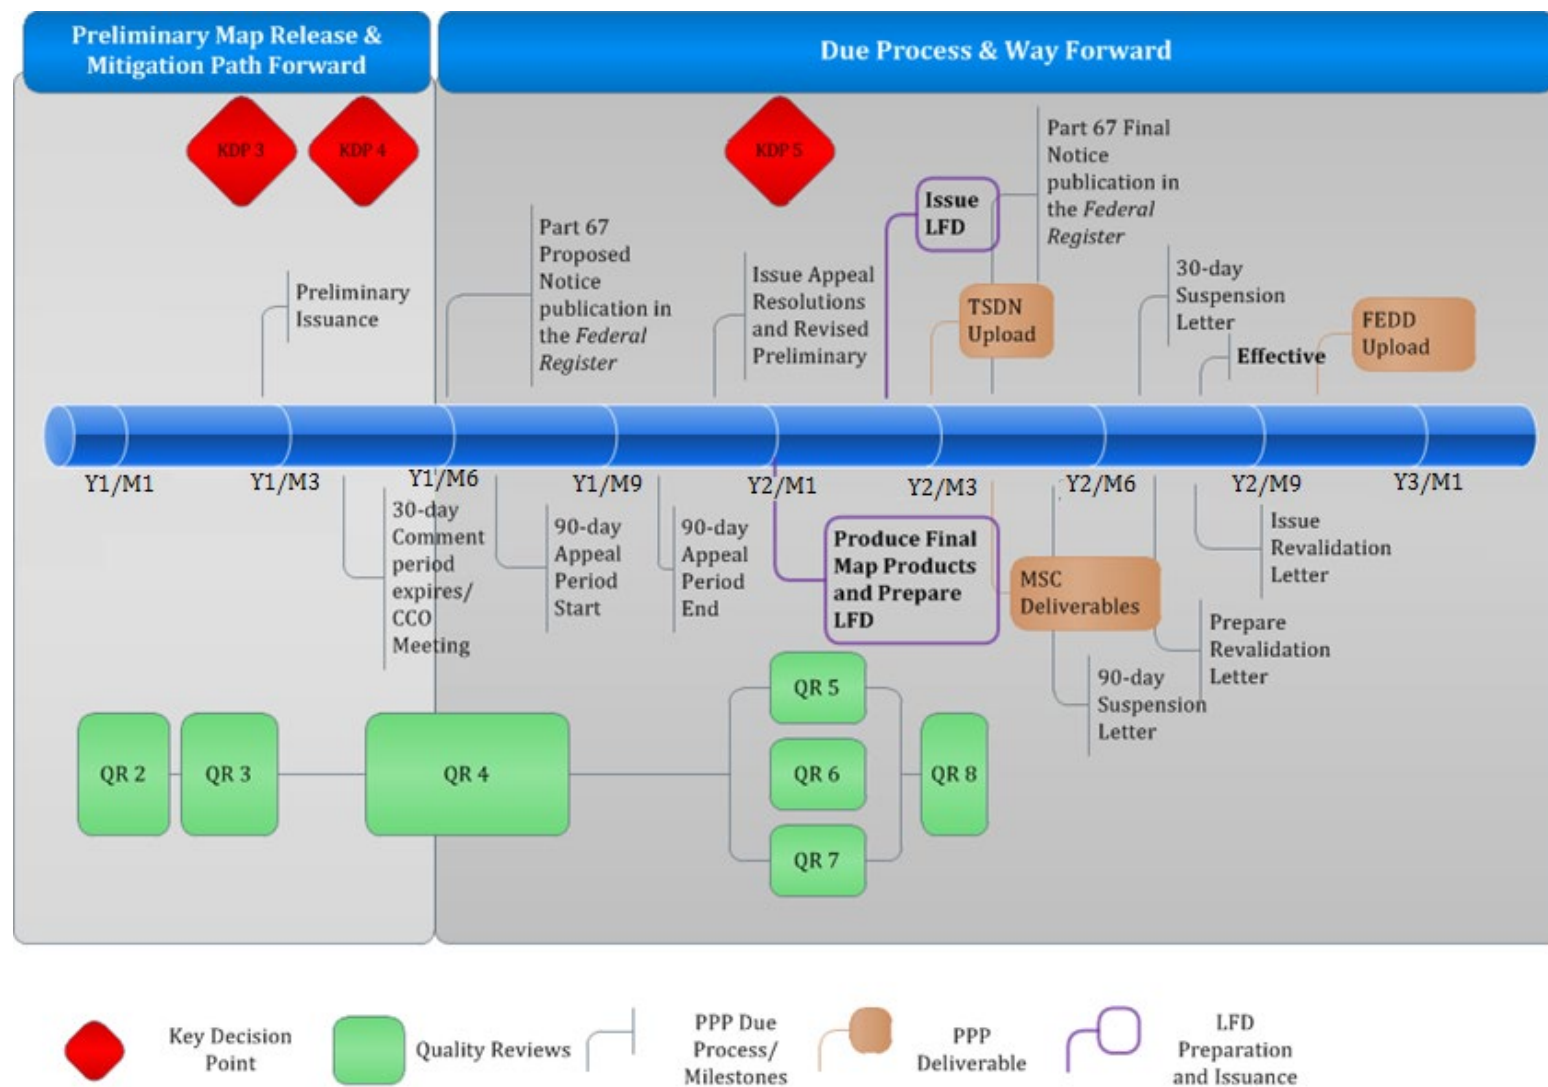 Preliminary Map Release &
Mitigation Path Forward
Due Process & Way Forward
KDP 3
KDP 4
KDP 5
Preliminary
Issuance
Part 67
Proposed
Notice
publication in
the Federal
Register
Issue Appeal
Resolutions
and Revised
Preliminary
Issue
LFD
TSDN
Upload
Part 67 Final
Notice
publication in
the Federal
Register
30-day
Suspension
Letter
Effective
FEDD
Upload
Y1/M1
Y1/M3
Y1/M6
Y1/M9
Y2/M1
Y2/M3
Y2/M6
Y2/M9
Y3/M1
30-day
Comment
period
expires/
CCO
Meeting
90-day
Appeal
Period
Start
90-day
Appeal
Period
End
Produce Final
Map Products
and Prepare
LFD
MSC
Deliverables
90-day
Suspension
Letter
Prepare
Revalidation
Letter
Issue
Revalidation
Letter
QR 2
QR 3
QR 4
QR 5
QR 6
QR 7
QR 8
Key Decision
Point
Quality Reviews
PPP Due
Process/
Milestones
PPP
Deliverable
LFD
Preparation
and Issuance